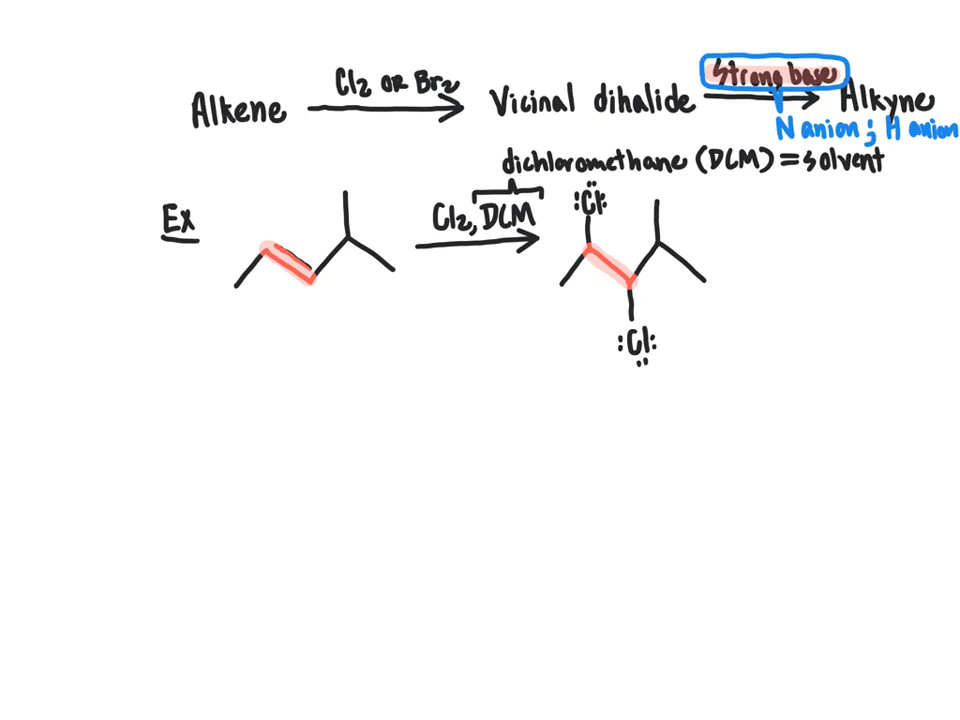 Cl2 OR Br2 Strong base
Alkene Vicinal dihalide Alkyne
N anion ; H anion
dichloromethane (DCM) = solvent
Ex Cl2, DCM :Cl:
:Cl: